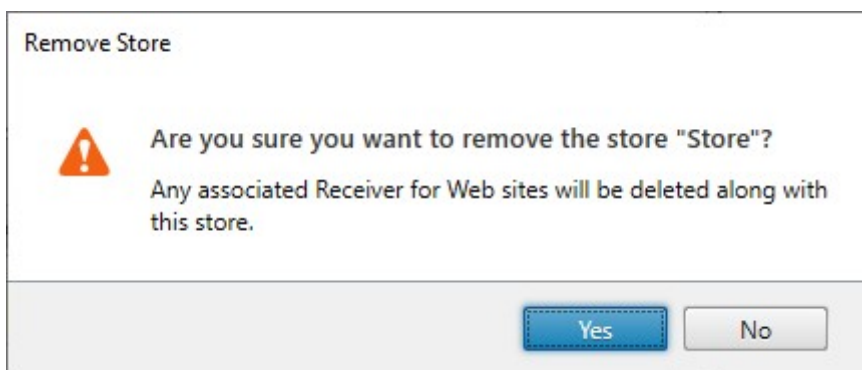 Remove Store
Are you sure you want to remove the store "Store"?
Any associated Receiver for Web sites will be deleted along with
this store.
Yes
No